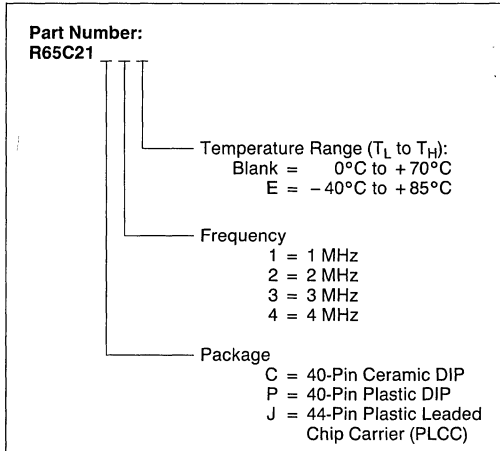 Part Number:
R65C21 _ _ _
Temperature Range (TL to TH):
Blank = 0°C to +70°C
E = –40°C to +85°C
Frequency
1 = 1 MHz
2 = 2 MHz
3 = 3 MHz
4 = 4 MHz
Package
C = 40-Pin Ceramic DIP
P = 40-Pin Plastic DIP
J = 44-Pin Plastic Leaded
Chip Carrier (PLCC)